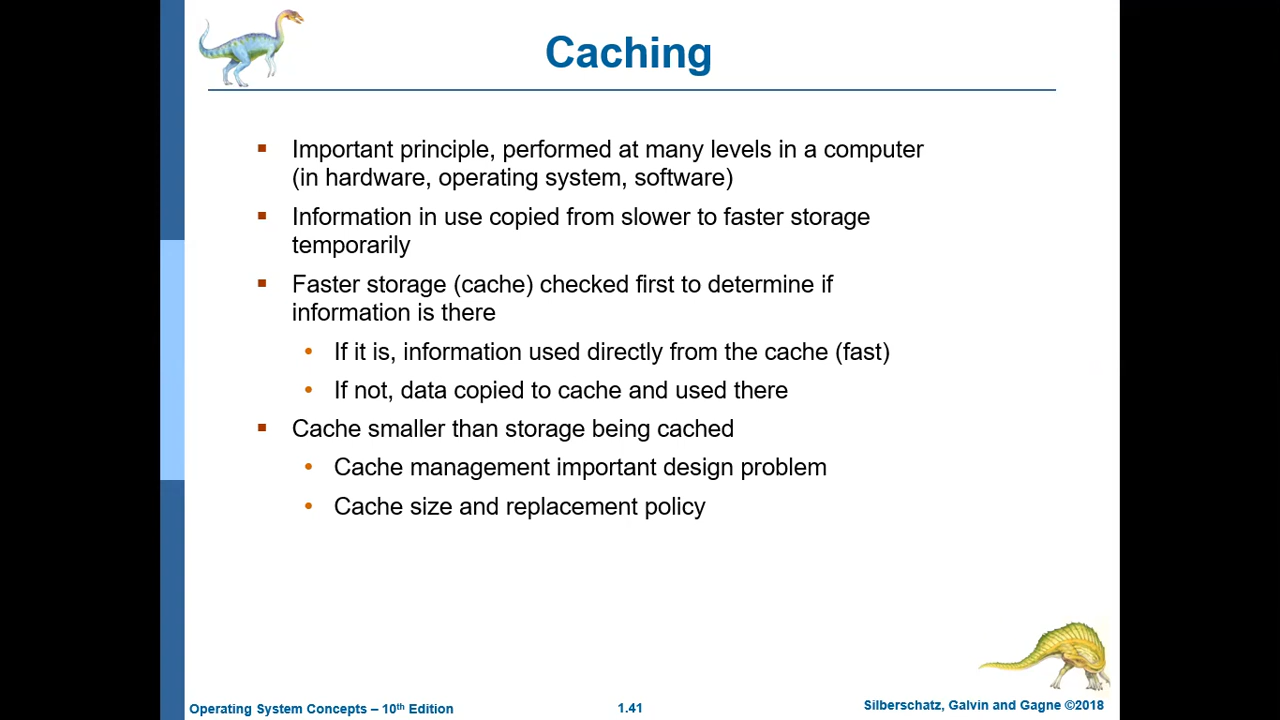 Caching
▪ Important principle, performed at many levels in a computer
(in hardware, operating system, software)
▪ Information in use copied from slower to faster storage
temporarily
▪ Faster storage (cache) checked first to determine if
information is there
• If it is, information used directly from the cache (fast)
• If not, data copied to cache and used there
▪ Cache smaller than storage being cached
• Cache management important design problem
• Cache size and replacement policy
Operating System Concepts – 10th Edition
1.41
Silberschatz, Galvin and Gagne ©2018